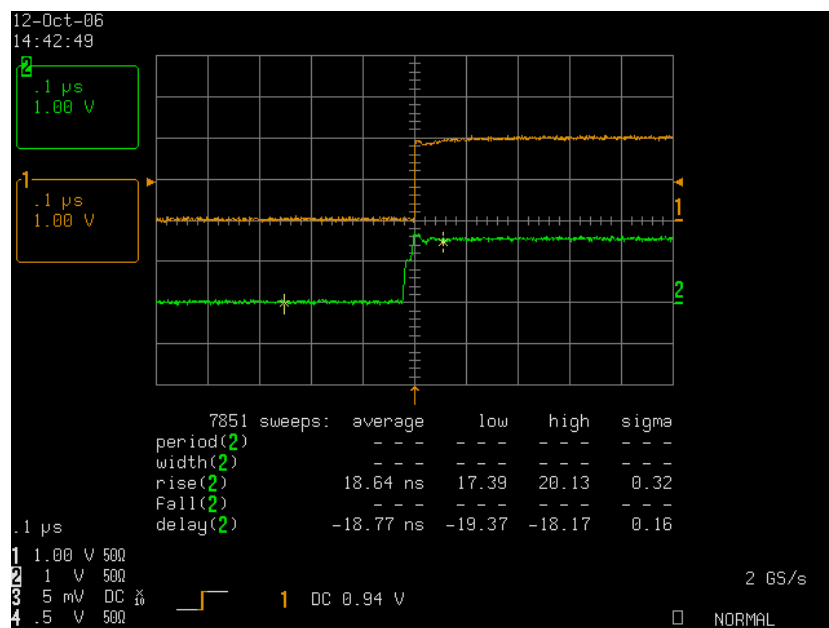 12-Oct-06
14:42:49
2
.1 µs
1.00 V
1
.1 µs
1.00 V
1
2
7851 sweeps: average low high sigma
period(2) - - - - - - - - - - - -
width(2) - - - - - - - - - - - -
rise(2) 18.64 ns 17.39 20.13 0.32
Fall(2) - - - - - - - - - - - -
delay(2) -18.77 ns -19.37 -18.17 0.16
.1 µs
1 1.00 V 50Ω
2 1 V 50Ω
3 5 mV DC X10
4 .5 V 50Ω
1 DC 0.94 V
2 GS/s
NORMAL